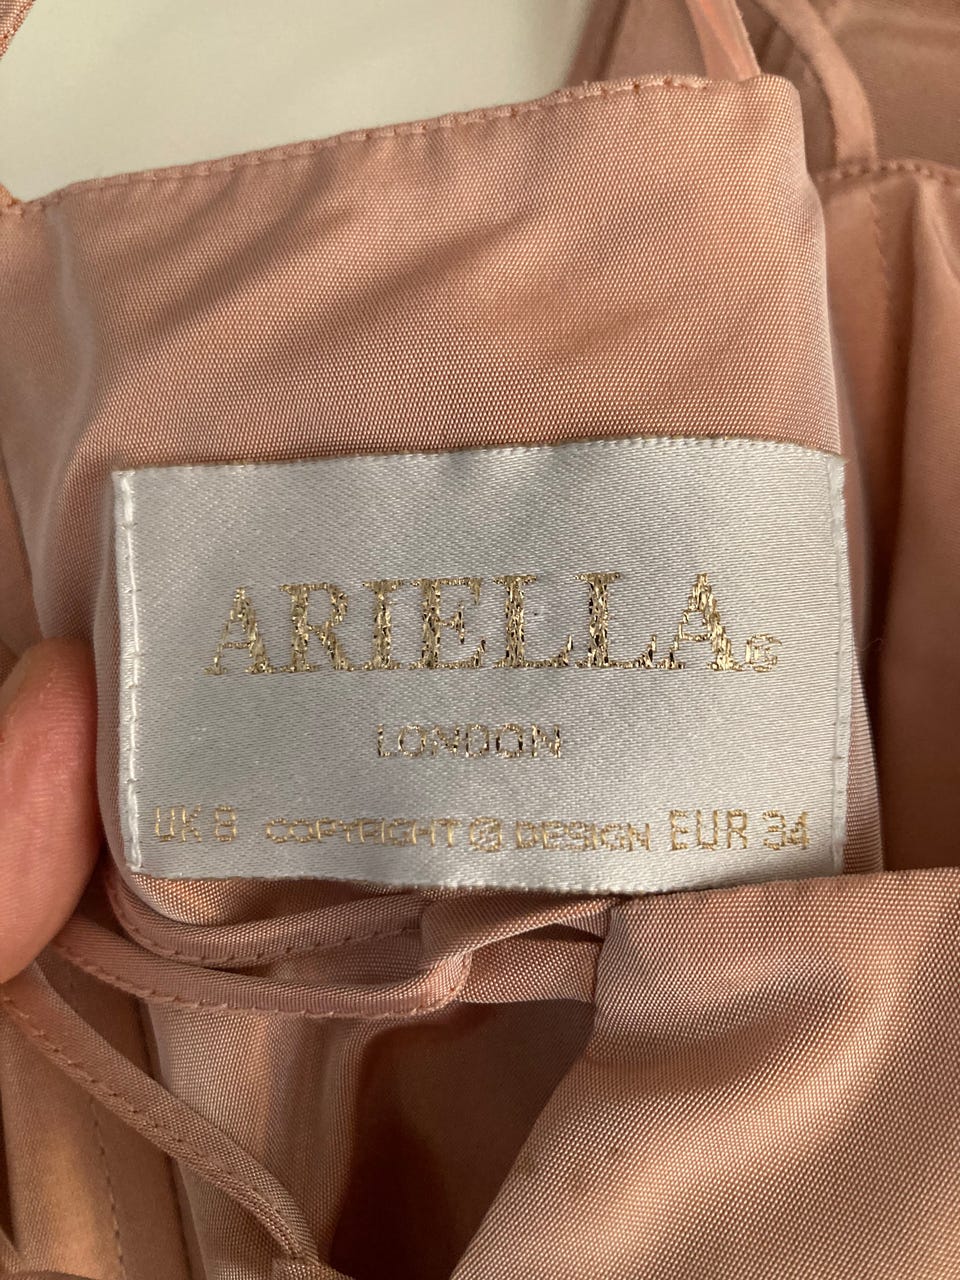 ARIELLA®
LONDON
UK 8 COPYRIGHT © DESIGN EUR 34